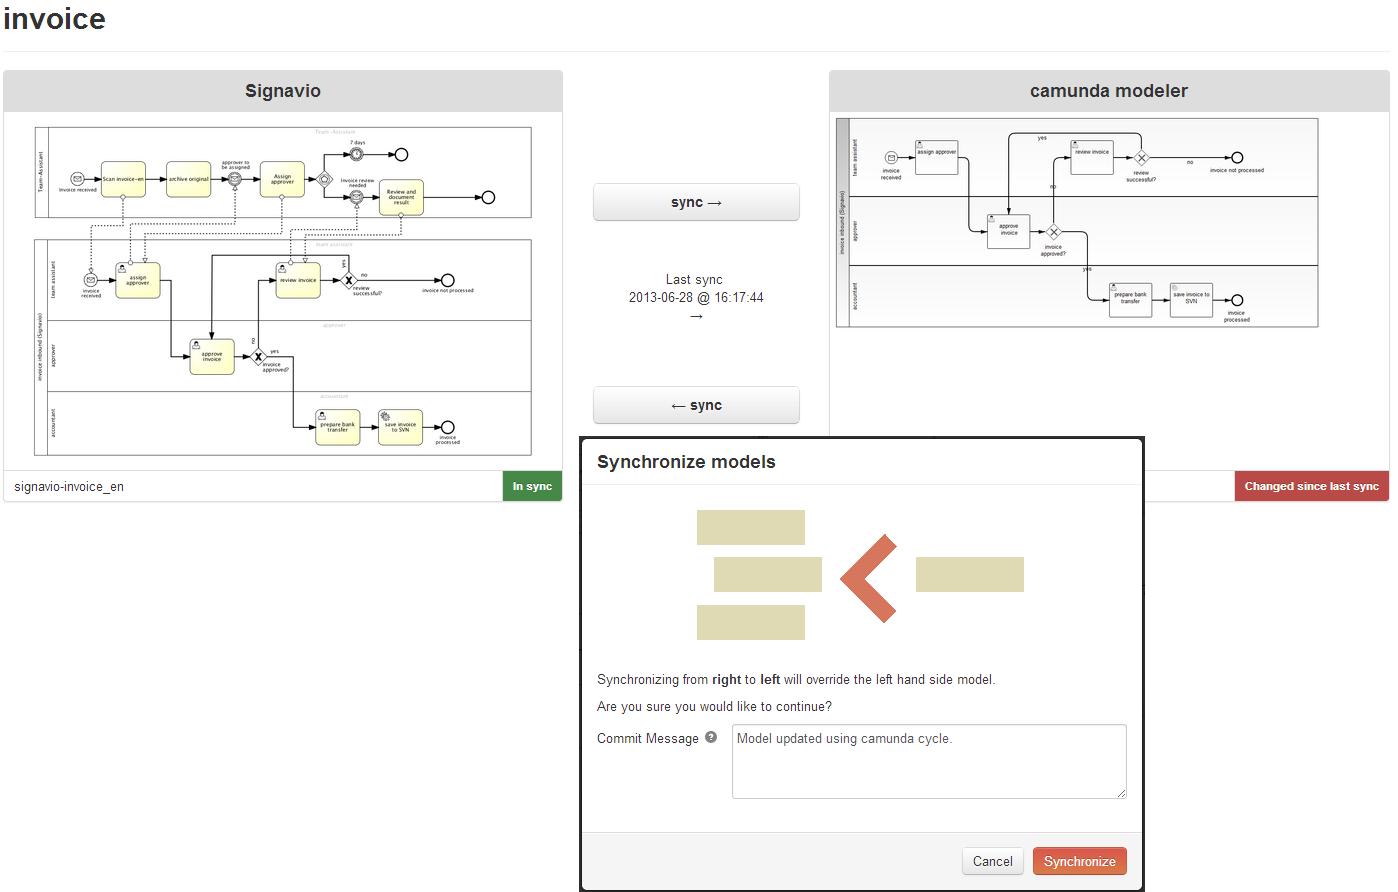 invoice
Signavio
Team-Assistant
Team-Assistant
7 days
approver to
be assigned
Invoice received
Scan invoice-en
archive original
Assign
approver
Invoice review
needed
Review and
document
result
team assistant
invoice inbound (Signavio)
team assistant
invoice
received
assign
approver
review invoice
yes
no
review
successful?
invoice not processed
approver
approver
approve
invoice
no
yes
invoice
approved?
accountant
accountant
prepare bank
transfer
save invoice
to SVN
invoice
processed
signavio-invoice_en
In sync
sync →
Last sync
2013-06-28 @ 16:17:44
→
← sync
camunda modeler
invoice inbound (Signavio)
team assistant
invoice
received
assign approver
yes
review invoice
review
successful?
no
invoice not processed
no
approver
approve
invoice
invoice
approved?
yes
accountant
prepare bank
transfer
save invoice to
SVN
invoice
processed
Changed since last sync
Synchronize models
Synchronizing from right to left will override the left hand side model.
Are you sure you would like to continue?
Commit Message ?
Model updated using camunda cycle.
Cancel
Synchronize